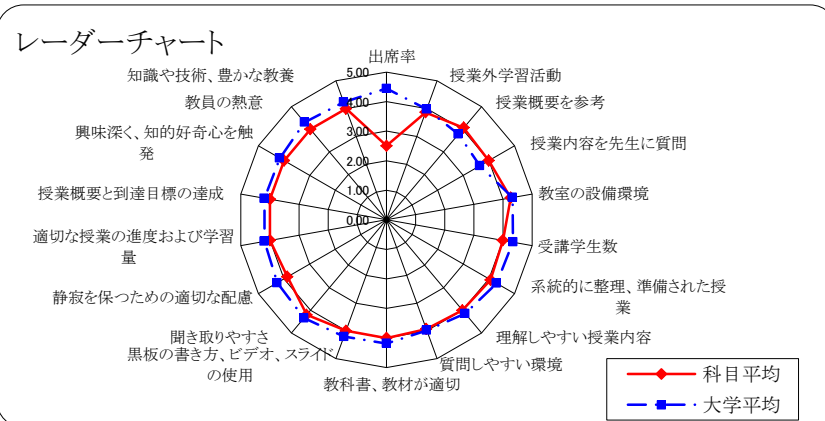 レーダーチャート
出席率
授業外学習活動
授業概要を参考
授業内容を先生に質問
教室の設備環境
受講学生数
系統的に整理、準備された授
業
理解しやすい授業内容
質問しやすい環境
教科書、教材が適切
黒板の書き方、ビデオ、スライド
の使用
聞き取りやすさ
静寂を保つための適切な配慮
適切な授業の進度および学習
量
授業概要と到達目標の達成
興味深く、知的好奇心を触
発
教員の熱意
知識や技術、豊かな教養
5.00
4.00
3.00
2.00
1.00
0.00
科目平均
大学平均